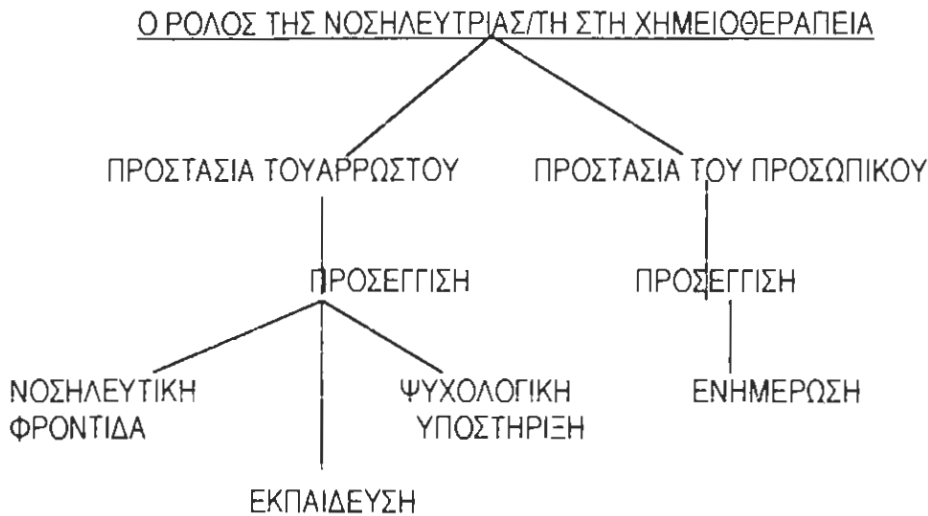 Ο ΡΟΛΟΣ ΤΗΣ ΝΟΣΗΛΕΥΤΡΙΑΣ/ΤΗ ΣΤΗ ΧΗΜΕΙΟΘΕΡΑΠΕΙΑ
ΠΡΟΣΤΑΣΙΑ ΤΟΥΑΡΡΩΣΤΟΥ ΠΡΟΣΤΑΣΙΑ ΤΟΥ ΠΡΟΣΩΠΙΚΟΥ
ΠΡΟΣΕΓΓΙΣΗ ΠΡΟΣΕΓΓΙΣΗ
ΝΟΣΗΛΕΥΤΙΚΗ ΨΥΧΟΛΟΓΙΚΗ ΕΝΗΜΕΡΩΣΗ
ΦΡΟΝΤΙΔΑ ΥΠΟΣΤΗΡΙΞΗ
ΕΚΠΑΙΔΕΥΣΗ